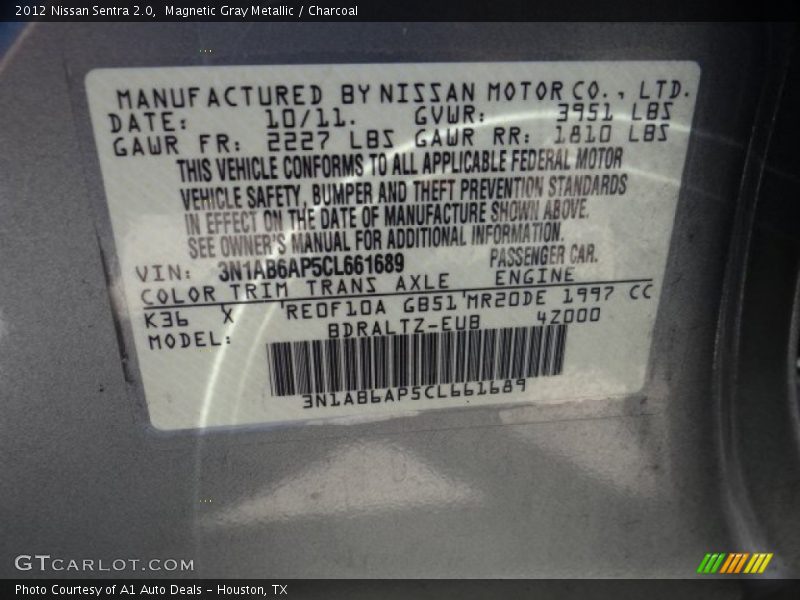 2012 Nissan Sentra 2.0, Magnetic Gray Metallic / Charcoal
MANUFACTURED BY NISSAN MOTOR CO., LTD.
DATE: 10/11. GVWR: 3951 LBS
GAWR FR: 2227 LBS GAWR RR: 1810 LBS
THIS VEHICLE CONFORMS TO ALL APPLICABLE FEDERAL MOTOR
VEHICLE SAFETY, BUMPER AND THEFT PREVENTION STANDARDS
IN EFFECT ON THE DATE OF MANUFACTURE SHOWN ABOVE.
SEE OWNER'S MANUAL FOR ADDITIONAL INFORMATION.
VIN: 3N1AB6AP5CL661689 PASSENGER CAR.
COLOR TRIM TRANS AXLE ENGINE
K36 X 'RE0F10A GB51'MR20DE 1997 CC
MODEL: BDRALTZ-EUB 4Z000
3N1AB6AP5CL661689
GTCARLOT.COM
Photo Courtesy of A1 Auto Deals - Houston, TX